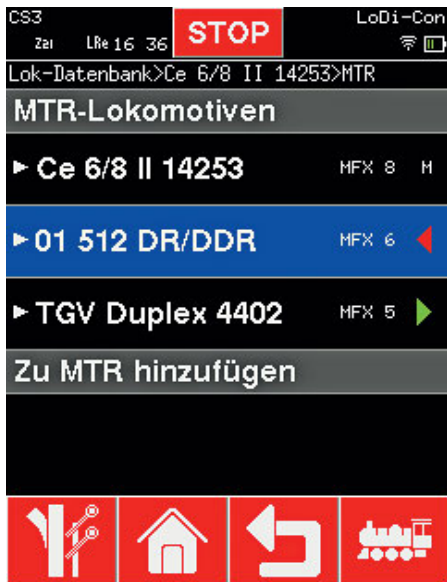 CS3 STOP LoDi-Con
Zei LRe 16 36
Lok-Datenbank>Ce 6/8 II 14253>MTR
MTR-Lokomotiven
Ce 6/8 II 14253 MFX 8 M
01 512 DR/DDR MFX 6
TGV Duplex 4402 MFX 5
Zu MTR hinzufügen